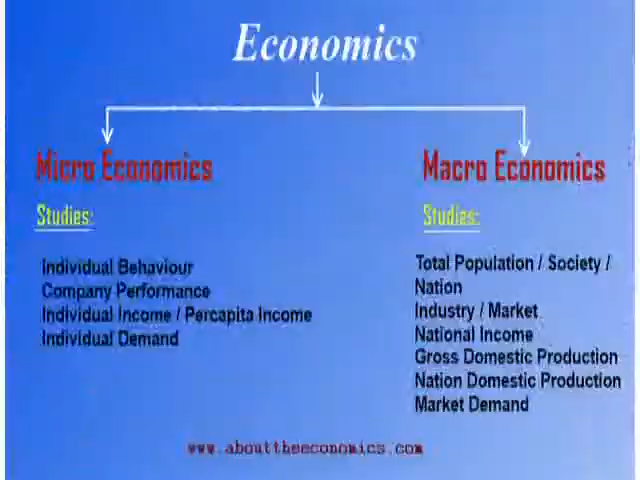 Economics
Micro Economics
Studies:
Individual Behaviour
Company Performance
Individual Income / Percapita Income
Individual Demand
Macro Economics
Studies:
Total Population / Society /
Nation
Industry / Market
National Income
Gross Domestic Production
Nation Domestic Production
Market Demand
www.abouttheeconomics.com